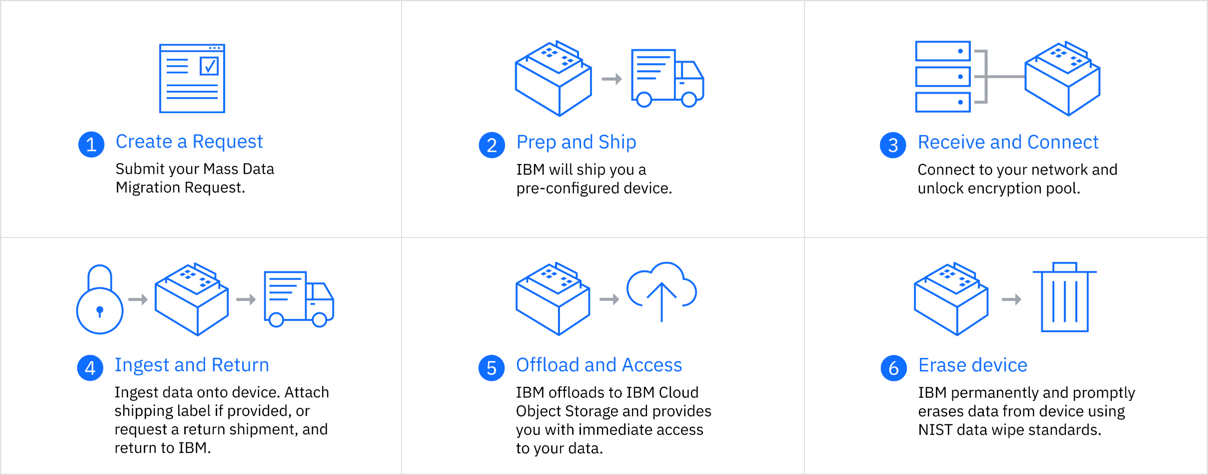 1 Create a Request
Submit your Mass Data
Migration Request.
2 Prep and Ship
IBM will ship you a
pre-configured device.
3 Receive and Connect
Connect to your network and
unlock encryption pool.
4 Ingest and Return
Ingest data onto device. Attach
shipping label if provided, or
request a return shipment, and
return to IBM.
5 Offload and Access
IBM offloads to IBM Cloud
Object Storage and provides
you with immediate access
to your data.
6 Erase device
IBM permanently and promptly
erases data from device using
NIST data wipe standards.